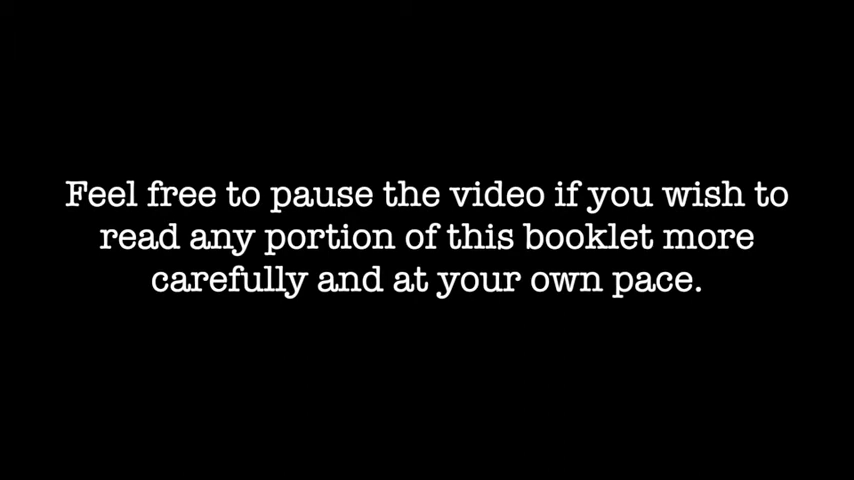 Feel free to pause the video if you wish to
read any portion of this booklet more
carefully and at your own pace.